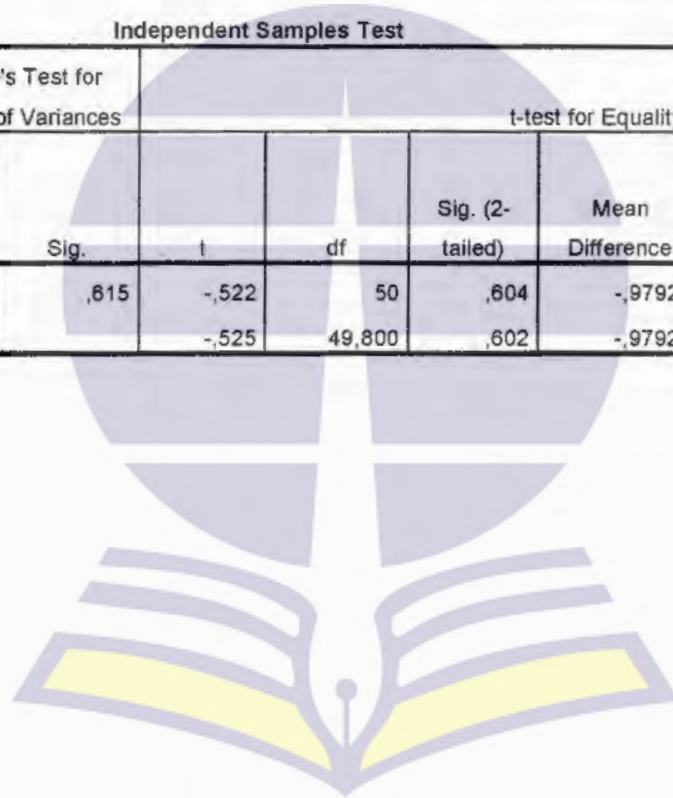 Independent Samples Test
's Test for
of Variances t-test for Equalit
Sig. (2- Mean
Sig. t df tailed) Difference
,615 -,522 50 ,604 -,9792
-,525 49,800 ,602 -,9792